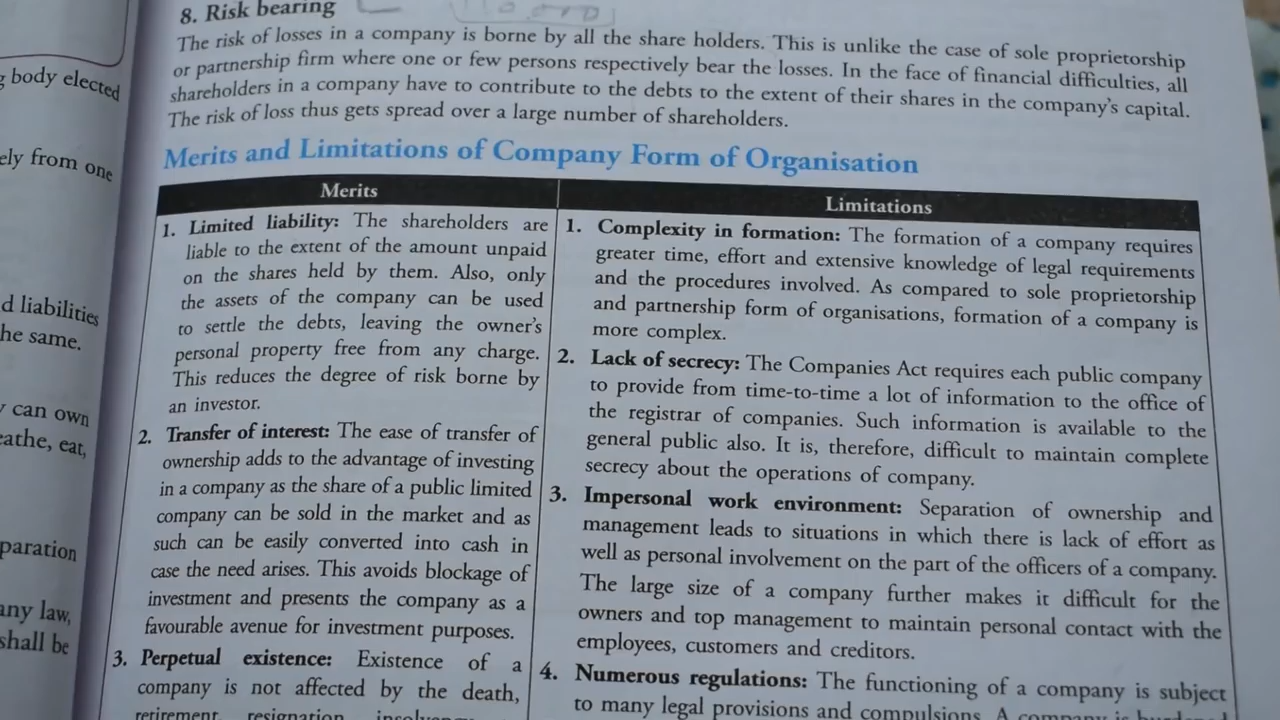 g body elected
ely from one
d liabilities
he same.
y can own
eathe, eat,
paration
any law,
shall be
8. Risk bearing
The risk of losses in a company is borne by all the share holders. This is unlike the case of sole proprietorship
or partnership firm where one or few persons respectively bear the losses. In the face of financial difficulties, all
shareholders in a company have to contribute to the debts to the extent of their shares in the company's capital.
The risk of loss thus gets spread over a large number of shareholders.
Merits and Limitations of Company Form of Organisation
Merits
1. Limited liability: The shareholders are
liable to the extent of the amount unpaid
on the shares held by them. Also, only
the assets of the company can be used
to settle the debts, leaving the owner's
personal property free from any charge.
This reduces the degree of risk borne by
an investor.
2. Transfer of interest: The ease of transfer of
ownership adds to the advantage of investing
in a company as the share of a public limited
company can be sold in the market and as
such can be easily converted into cash in
case the need arises. This avoids blockage of
investment and presents the company as a
favourable avenue for investment purposes.
3. Perpetual existence: Existence of a
company is not affected by the death,
retirement, resignation,
Limitations
1. Complexity in formation: The formation of a company requires
greater time, effort and extensive knowledge of legal requirements
and the procedures involved. As compared to sole proprietorship
and partnership form of organisations, formation of a company is
more complex.
2. Lack of secrecy: The Companies Act requires each public company
to provide from time-to-time a lot of information to the office of
the registrar of companies. Such information is available to the
general public also. It is, therefore, difficult to maintain complete
secrecy about the operations of company.
3. Impersonal work environment: Separation of ownership and
management leads to situations in which there is lack of effort as
well as personal involvement on the part of the officers of a company.
The large size of a company further makes it difficult for the
owners and top management to maintain personal contact with the
employees, customers and creditors.
4. Numerous regulations: The functioning of a company is subject
to many legal provisions and compulsions. A company is